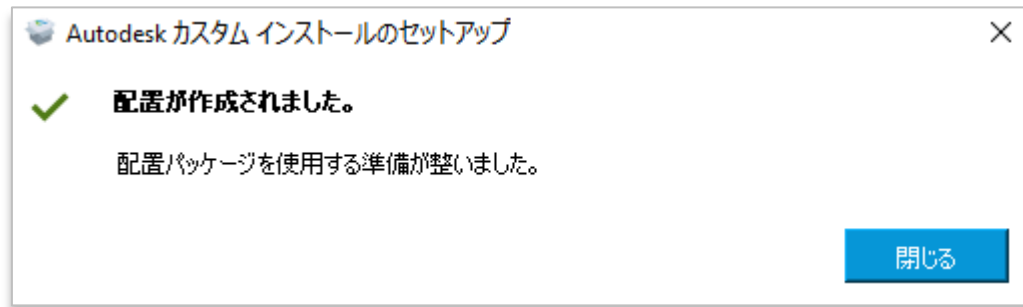 Autodesk カスタム インストールのセットアップ
配置が作成されました。
配置パッケージを使用する準備が整いました。
閉じる